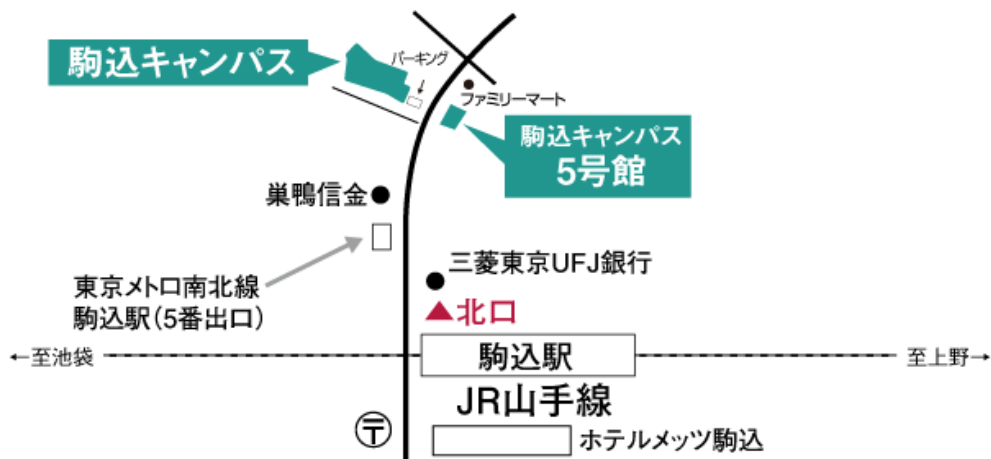 駒込キャンパス
パーキング
ファミリーマート
駒込キャンパス
5号館
巣鴨信金
三菱東京UFJ銀行
東京メトロ南北線
駒込駅(5番出口)
▲北口
←至池袋
駒込駅
至上野→
JR山手線
〒
ホテルメッツ駒込